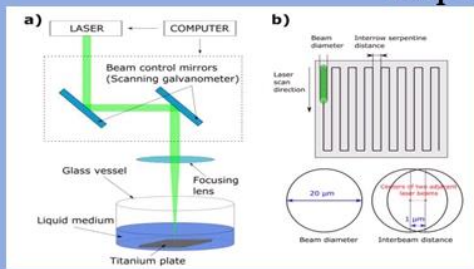 a)
LASER
COMPUTER
Beam control mirrors
(Scanning galvanometer)
Glass vessel
Focusing
lens
Liquid medium
Titanium plate
b)
Beam
diameter
Interrow serpentine
distance
Laser
scan
direction
20 μm
Centers of two adjacent
laser beams
1 μm
Beam diameter
Interbeam distance